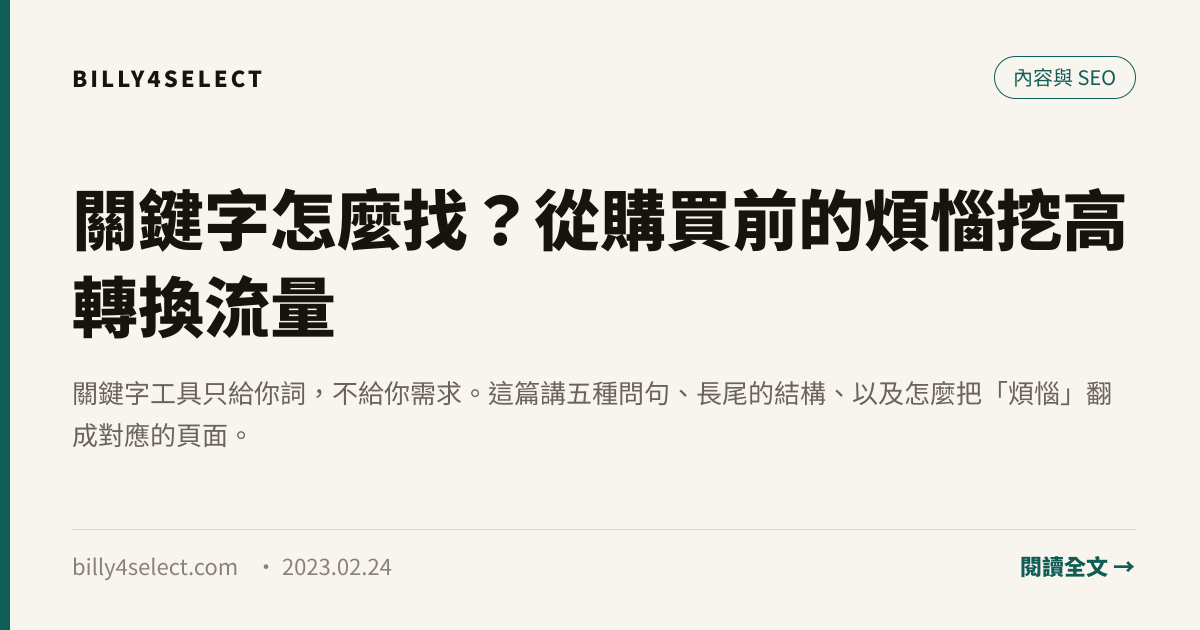 BILLY4SELECT
內容與 SEO
關鍵字怎麼找？從購買前的煩惱挖高
轉換流量
關鍵字工具只給你詞，不給你需求。這篇講五種問句、長尾的結構、以及怎麼把「煩惱」翻
成對應的頁面。
billy4select.com ・ 2023.02.24
閱讀全文 →